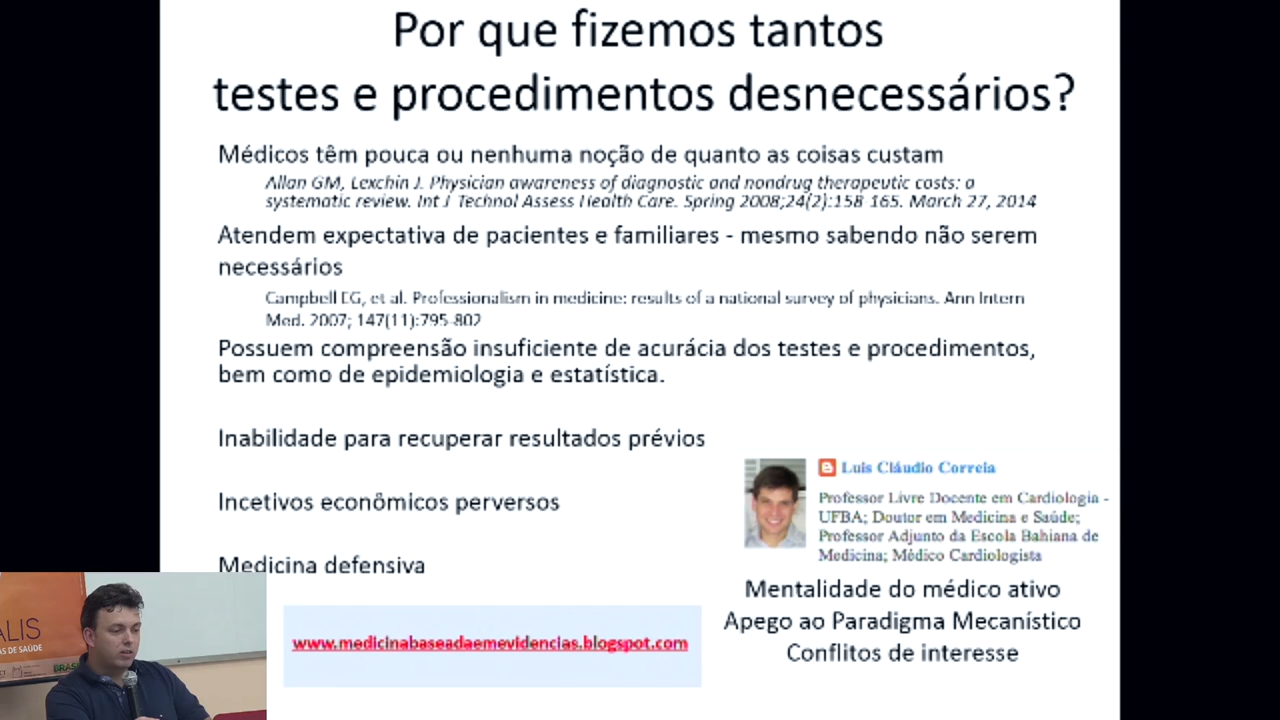 Por que fizemos tantos
testes e procedimentos desnecessários?
Médicos têm pouca ou nenhuma noção de quanto as coisas custam
Allan GM, Lexchin J. Physician awareness of diagnostic and nondrug therapeutic costs: a
systematic review. Int J Technol Assess Health Care. Spring 2008;24(2):158 165. March 27, 2014
Atendem expectativa de pacientes e familiares - mesmo sabendo não serem
necessários
Campbell EG, et al. Professionalism in medicine: results of a national survey of physicians. Ann Intern
Med. 2007; 147(11):795-802
Possuem compreensão insuficiente de acurácia dos testes e procedimentos,
bem como de epidemiologia e estatística.
Inabilidade para recuperar resultados prévios
Incetivos econômicos perversos
Medicina defensiva
www.medicinabaseadaemevidencias.blogspot.com
Luis Cláudio Correia
Professor Livre Docente em Cardiologia -
UFBA; Doutor em Medicina e Saúde;
Professor Adjunto da Escola Bahiana de
Medicina; Médico Cardiologista
Mentalidade do médico ativo
Apego ao Paradigma Mecanístico
Conflitos de interesse
ALIS
AS DE SAÚDE
BRASI